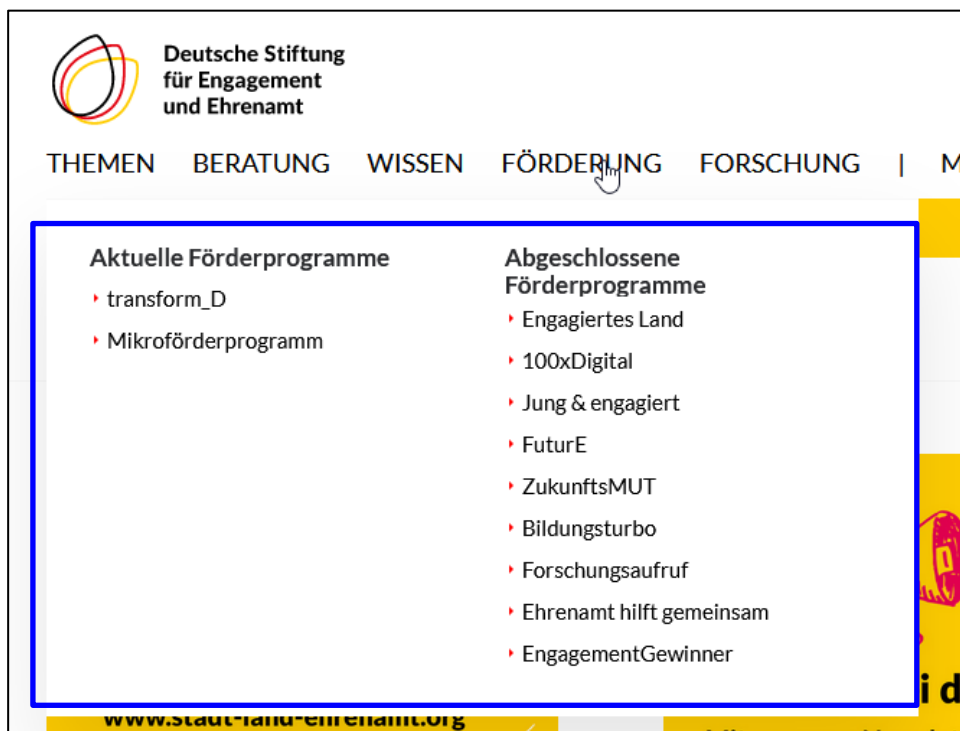 Deutsche Stiftung
für Engagement
und Ehrenamt
THEMEN BERATUNG WISSEN FÖRDERUNG FORSCHUNG | M
Aktuelle Förderprogramme
transform_D
Mikroförderprogramm
Abgeschlossene
Förderprogramme
Engagiertes Land
100xDigital
Jung & engagiert
FuturE
ZukunftsMUT
Bildungsturbo
Forschungsaufruf
Ehrenamt hilft gemeinsam
EngagementGewinner
i d
www.stadt-land-ehrenamt.org